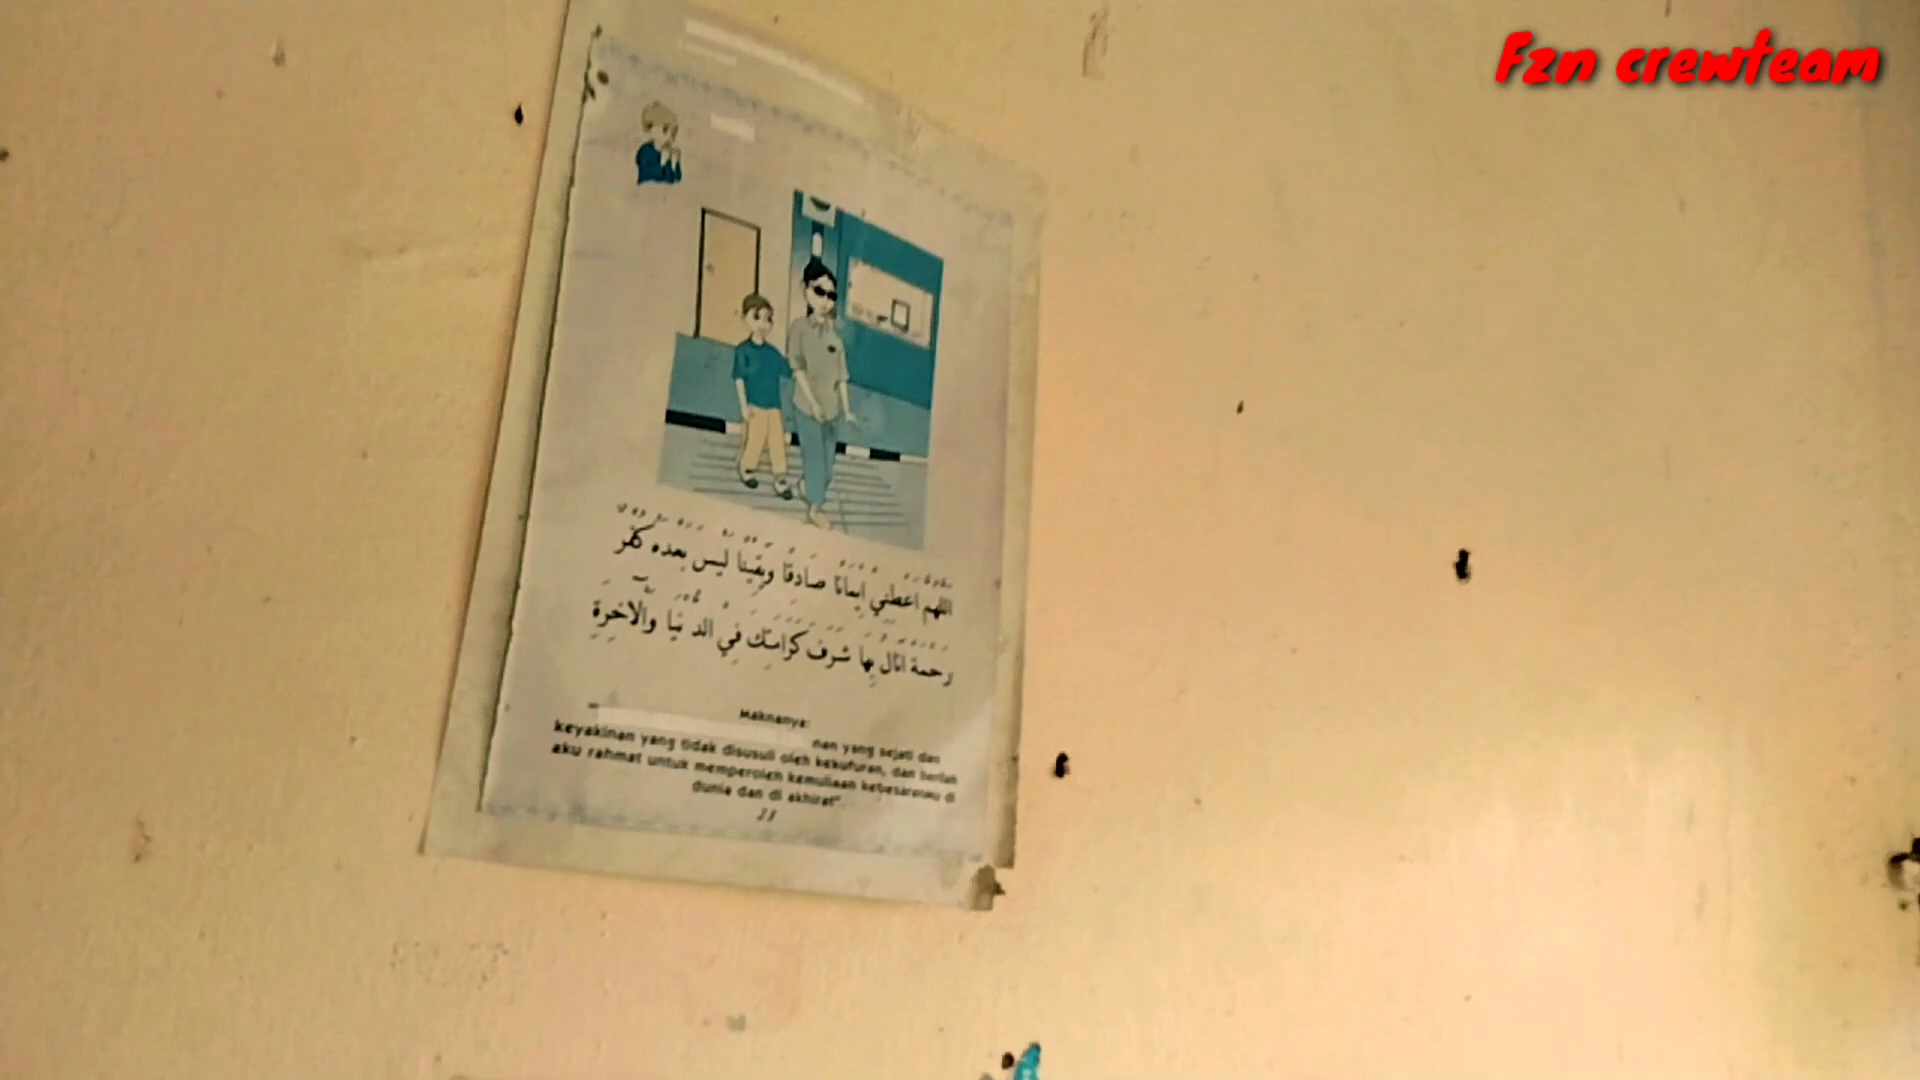 Fzn crewteam
اللهم اعطني إيمانا صادقا ويقينا ليس بعده كفر
رحمة انال بها شرف كرامتك في الدنيا والآخرة
Maknanya:
nan yang sejati dan
keyakinan yang tidak disusuli oleh kekufuran, dan berilah
aku rahmat untuk memperoleh kemuliaan kebesaranMu di
dunia dan di akhirat".